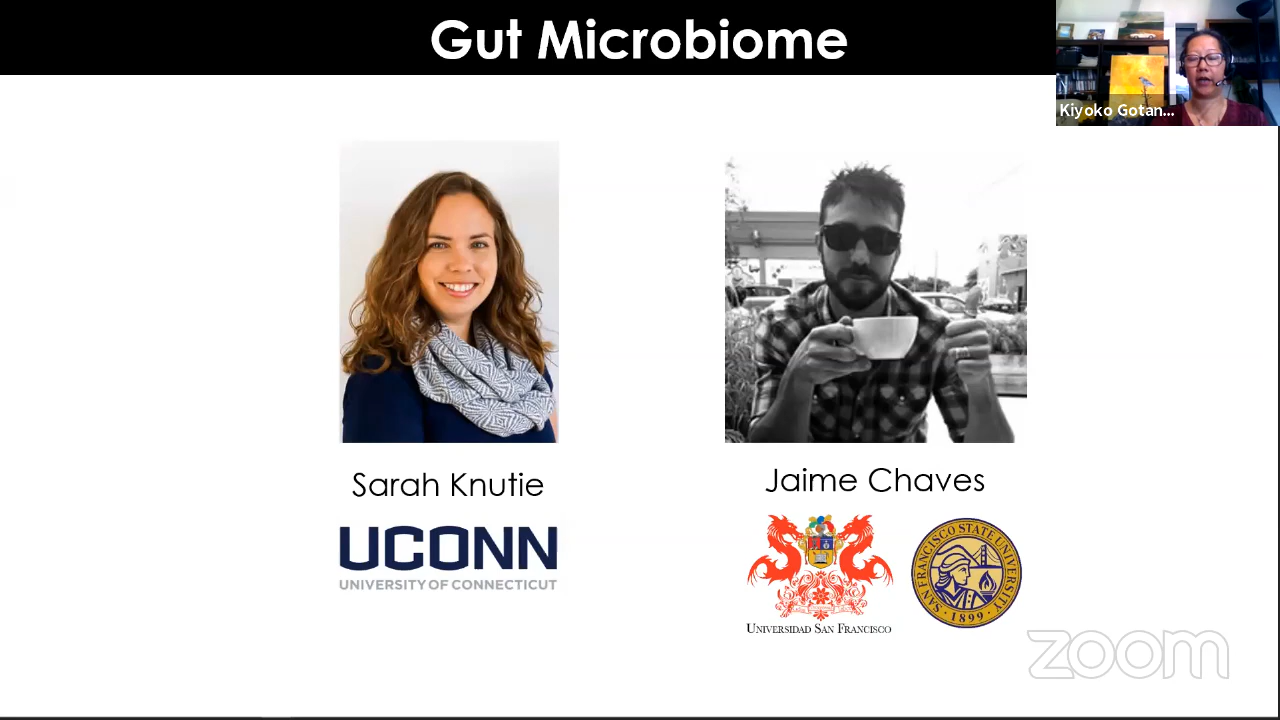 Gut Microbiome
Kiyoko Gotan...
Sarah Knutie
Jaime Chaves
UCONN
UNIVERSITY OF CONNECTICUT
UNIVERSIDAD SAN FRANCISCO
SAN FRANCISCO STATE UNIVERSITY
1899
zoom